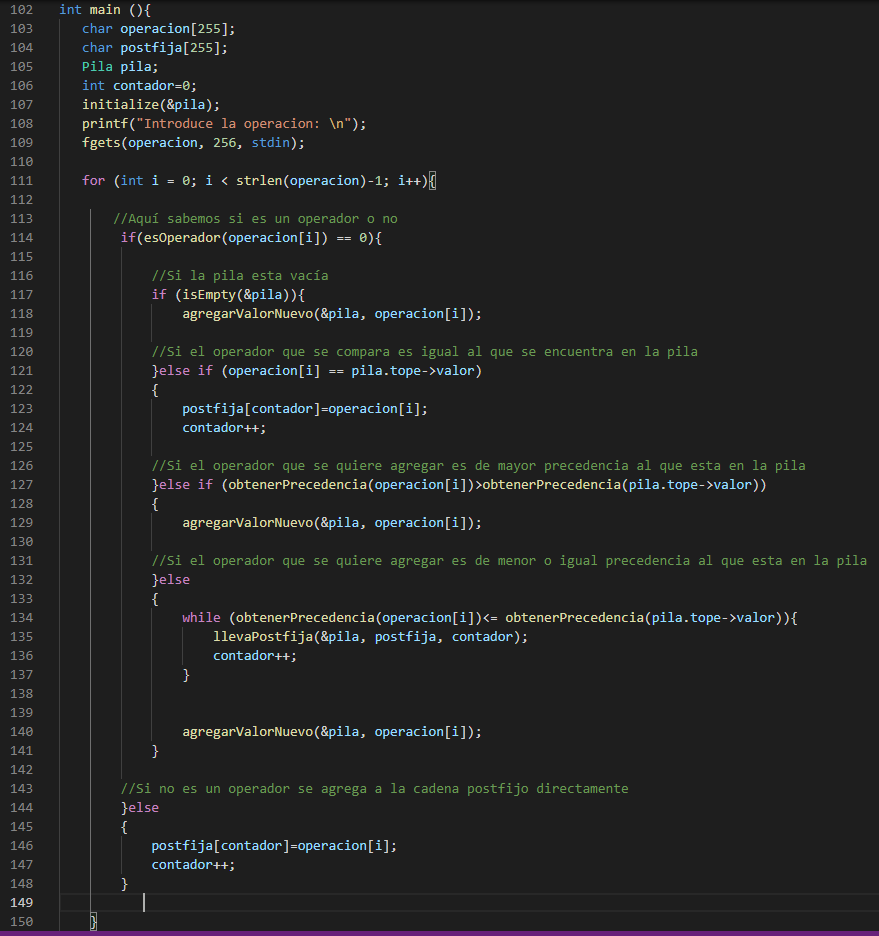 102 int main (){
103 char operacion[255];
104 char postfija[255];
105 Pila pila;
106 int contador=0;
107 initialize(&pila);
108 printf("Introduce la operacion: \n");
109 fgets(operacion, 256, stdin);
110
111 for (int i = 0; i < strlen(operacion)-1; i++){
112
113 //Aquí sabemos si es un operador o no
114 if(esOperador(operacion[i]) == 0){
115
116 //Si la pila esta vacía
117 if (isEmpty(&pila)){
118 agregarValorNuevo(&pila, operacion[i]);
119
120 //Si el operador que se compara es igual al que se encuentra en la pila
121 }else if (operacion[i] == pila.tope->valor)
122 {
123 postfija[contador]=operacion[i];
124 contador++;
125
126 //Si el operador que se quiere agregar es de mayor precedencia al que esta en la pila
127 }else if (obtenerPrecedencia(operacion[i])>obtenerPrecedencia(pila.tope->valor))
128 {
129 agregarValorNuevo(&pila, operacion[i]);
130
131 //Si el operador que se quiere agregar es de menor o igual precedencia al que esta en la pila
132 }else
133 {
134 while (obtenerPrecedencia(operacion[i])<= obtenerPrecedencia(pila.tope->valor)){
135 llevaPostfija(&pila, postfija, contador);
136 contador++;
137 }
138
139
140 agregarValorNuevo(&pila, operacion[i]);
141 }
142
143 //Si no es un operador se agrega a la cadena postfijo directamente
144 }else
145 {
146 postfija[contador]=operacion[i];
147 contador++;
148 }
149
150 }